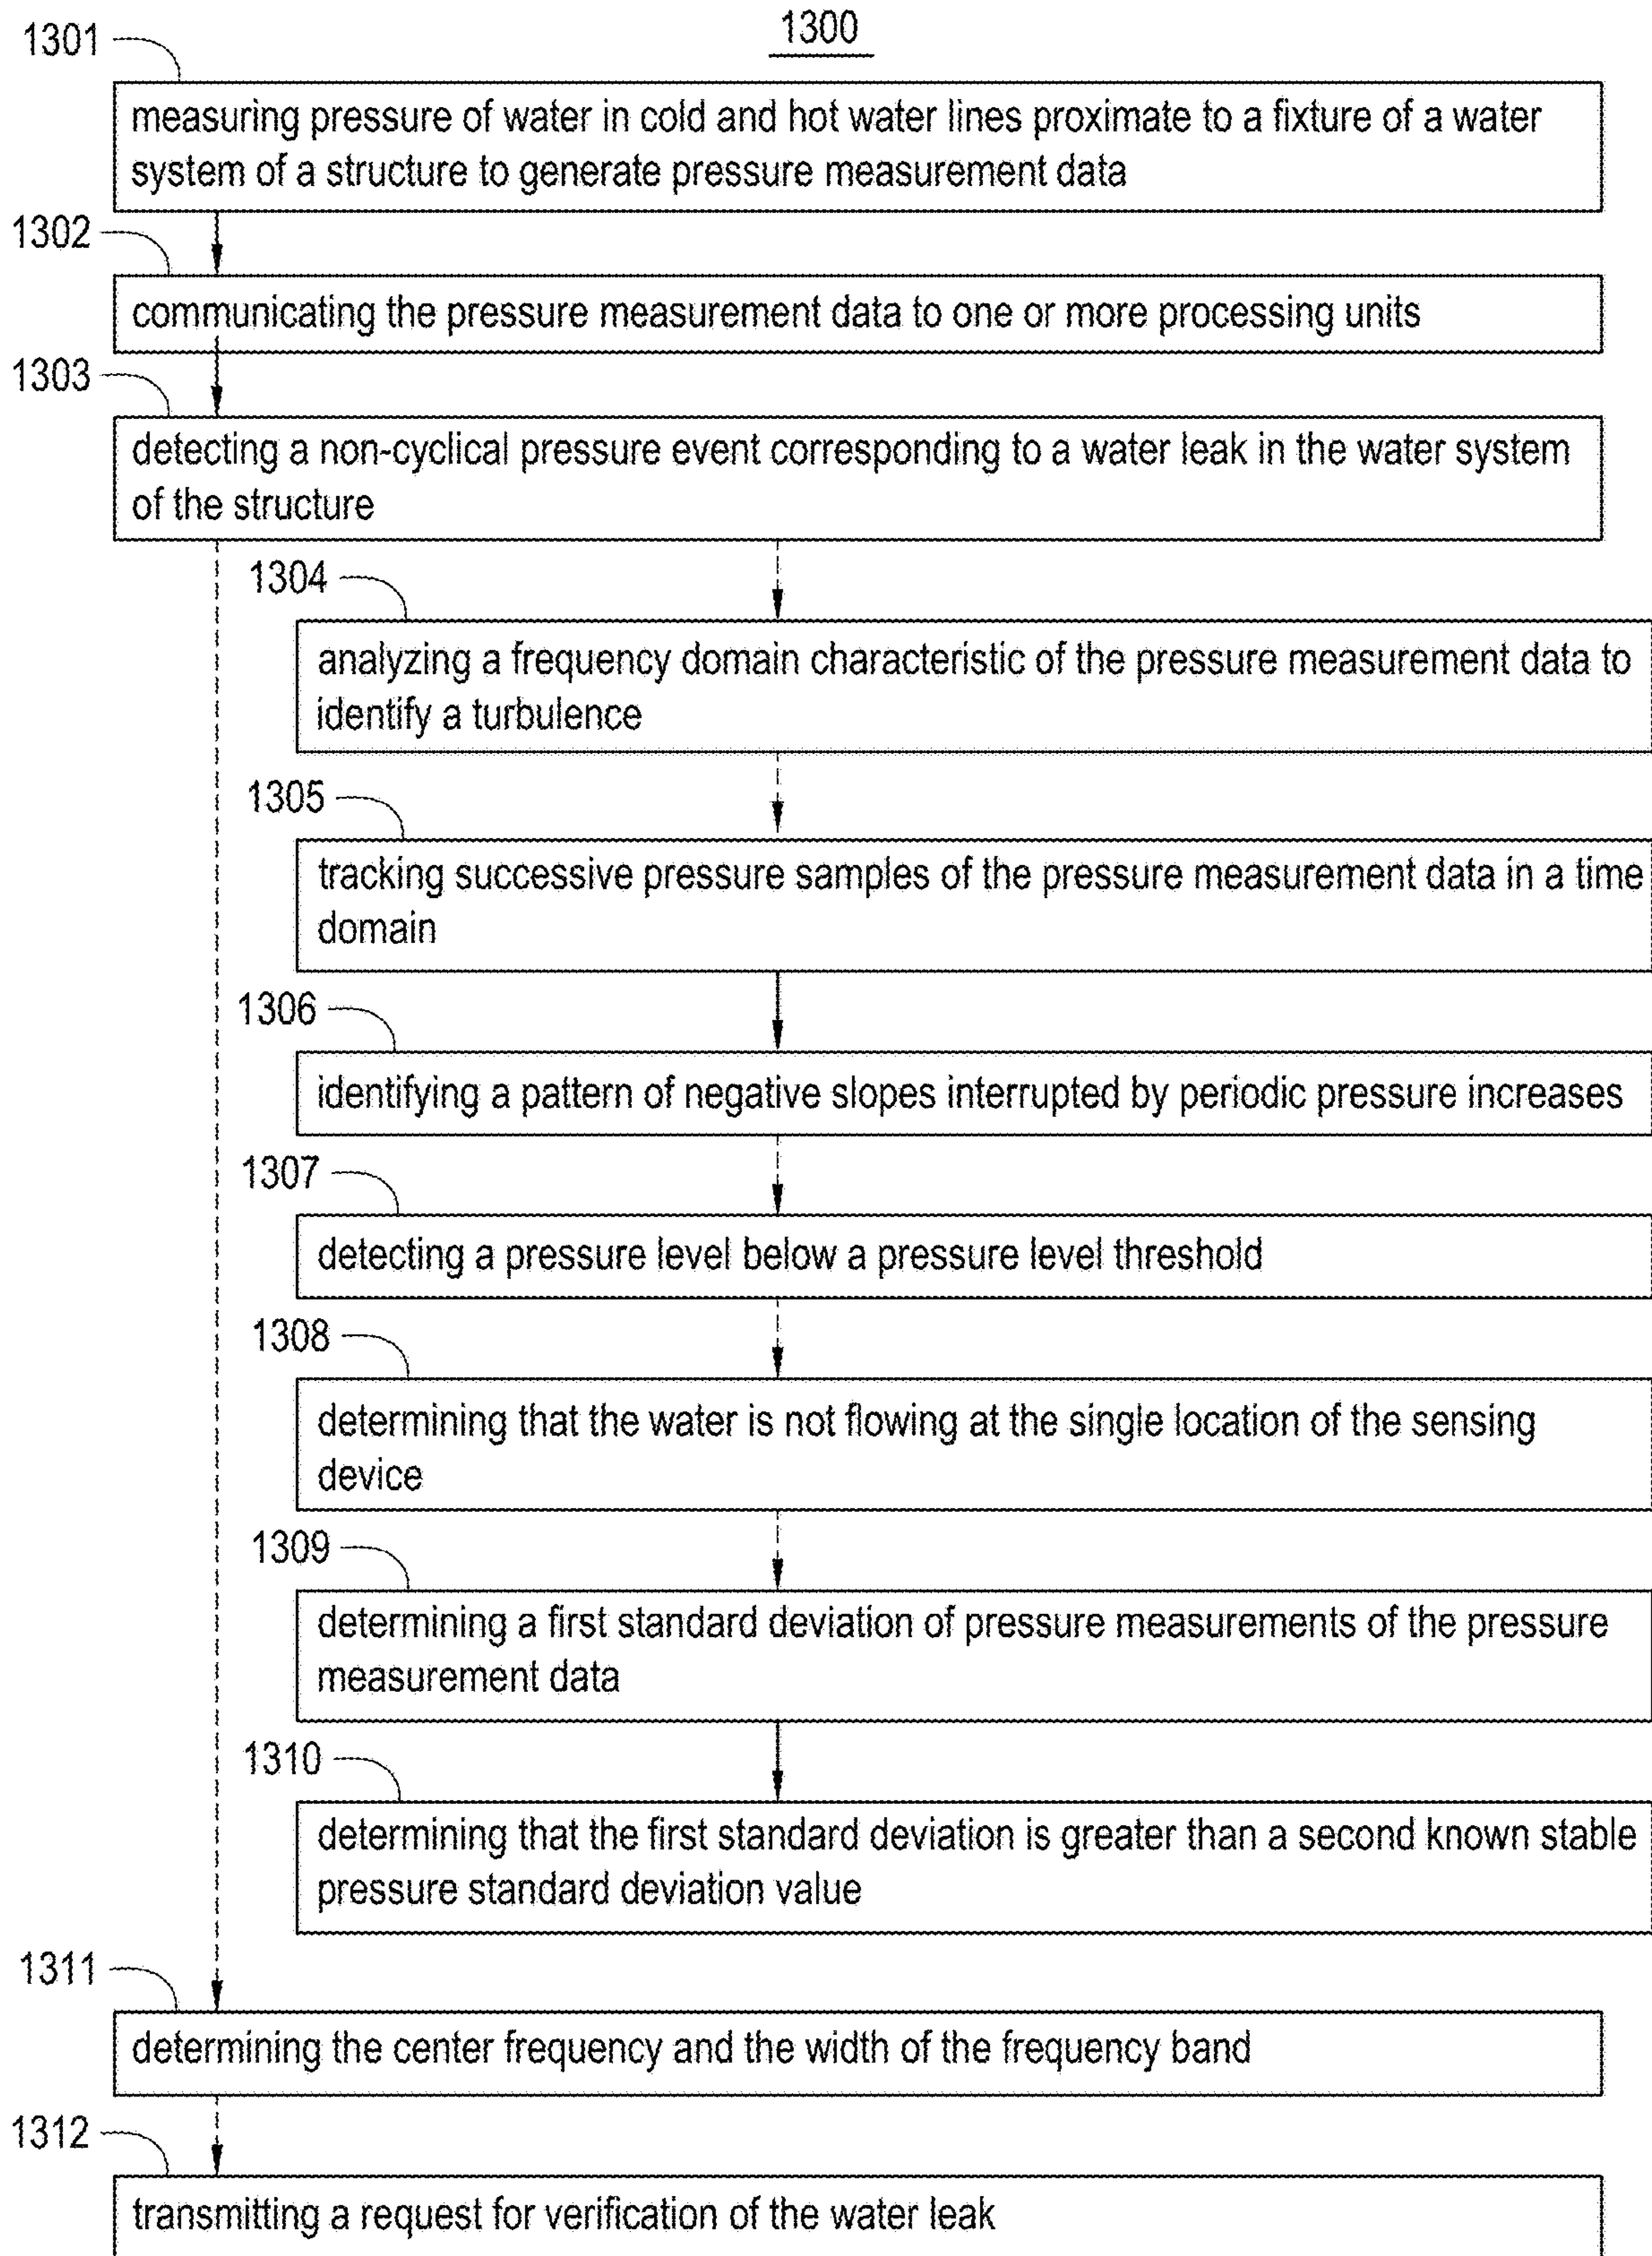 1300
1301
measuring pressure of water in cold and hot water lines proximate to a fixture of a water
system of a structure to generate pressure measurement data
1302
communicating the pressure measurement data to one or more processing units
1303
detecting a non-cyclical pressure event corresponding to a water leak in the water system
of the structure
1304
analyzing a frequency domain characteristic of the pressure measurement data to
identify a turbulence
1305
tracking successive pressure samples of the pressure measurement data in a time
domain
1306
identifying a pattern of negative slopes interrupted by periodic pressure increases
1307
detecting a pressure level below a pressure level threshold
1308
determining that the water is not flowing at the single location of the sensing
device
1309
determining a first standard deviation of pressure measurements of the pressure
measurement data
1310
determining that the first standard deviation is greater than a second known stable
pressure standard deviation value
1311
determining the center frequency and the width of the frequency band
1312
transmitting a request for verification of the water leak